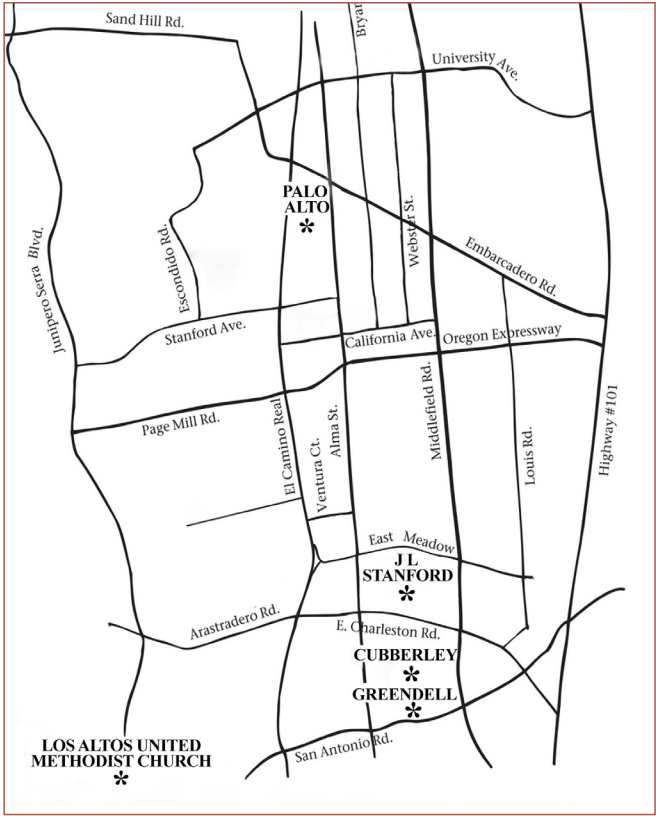 Sand Hill Rd.
Bryan
University Ave.
PALO
ALTO
Webster St.
Escondido Rd.
Junipero Serra Blvd.
Embarcadero Rd.
Stanford Ave.
California Ave.
Oregon Expressway
Page Mill Rd.
El Camino Real
Ventura Ct.
Alma St.
Middlefield Rd.
Louis Rd.
Highway #101
East Meadow
J L
STANFORD
Arastradero Rd.
E. Charleston Rd.
CUBBERLEY
GREENDELL
San Antonio Rd.
LOS ALTOS UNITED
METHODIST CHURCH